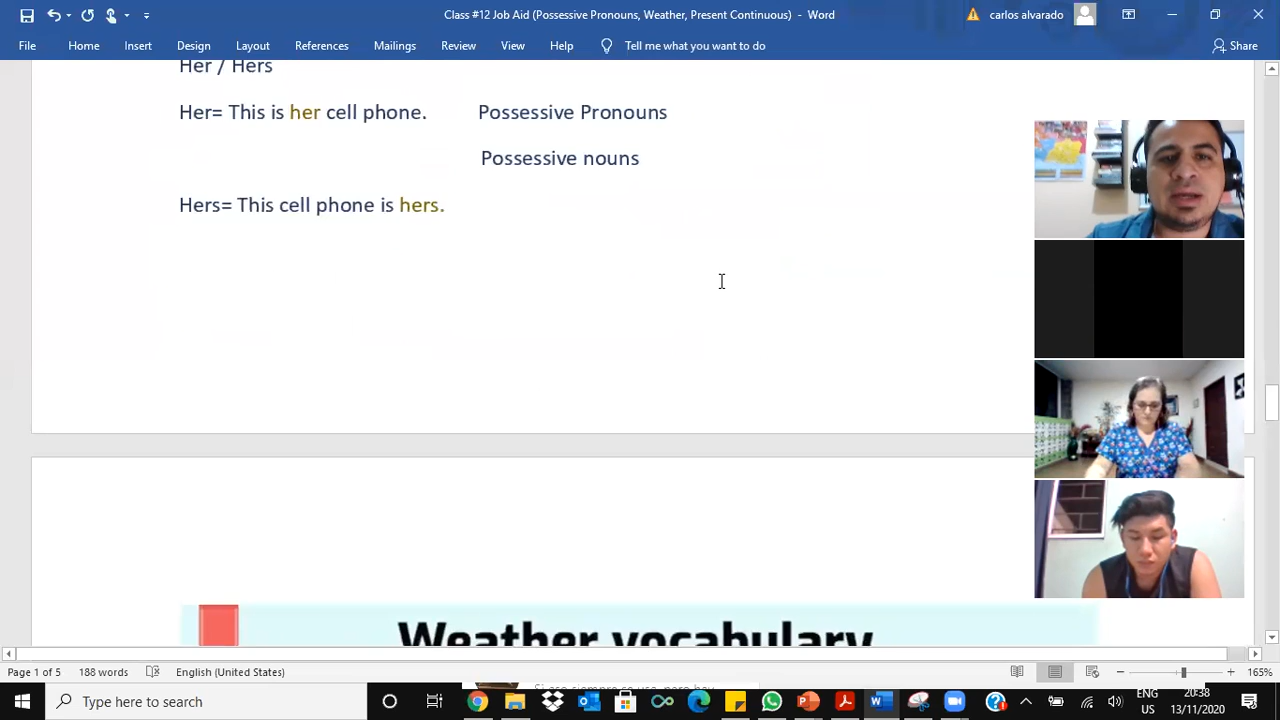 Class #12 Job Aid (Possessive Pronouns, Weather, Present Continuous) - Word
carlos alvarado
File Home Insert Design Layout References Mailings Review View Help Tell me what you want to do Share
Her / Hers
Her= This is her cell phone. Possessive Pronouns
Possessive nouns
Hers= This cell phone is hers.
Weather vocabulary
Page 1 of 5 188 words English (United States) 165%
Type here to search
ENG
US
20:38
13/11/2020